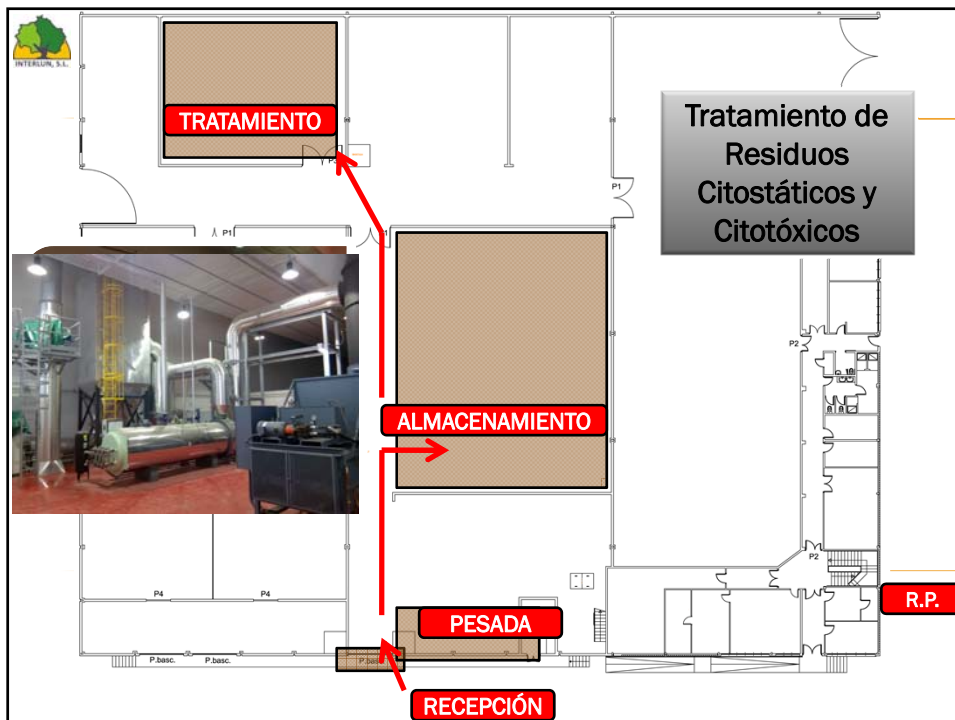 INTERLUN, S.L.
TRATAMIENTO
Tratamiento de
Residuos
Citostáticos y
Citotóxicos
P1
P1
P2
ALMACENAMIENTO
P2
P4
P4
R.P.
PESADA
P.basc.
P.basc.
P.basc.
RECEPCIÓN